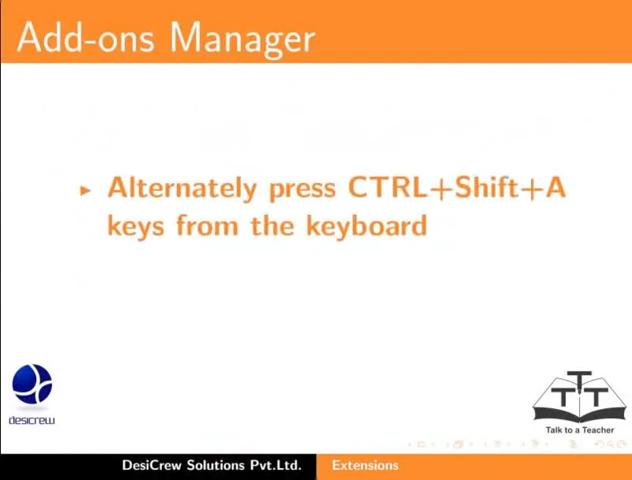 Add-ons Manager
Alternately press CTRL+Shift+A
keys from the keyboard
desicrew
TTT
Talk to a Teacher
DesiCrew Solutions Pvt.Ltd. Extensions